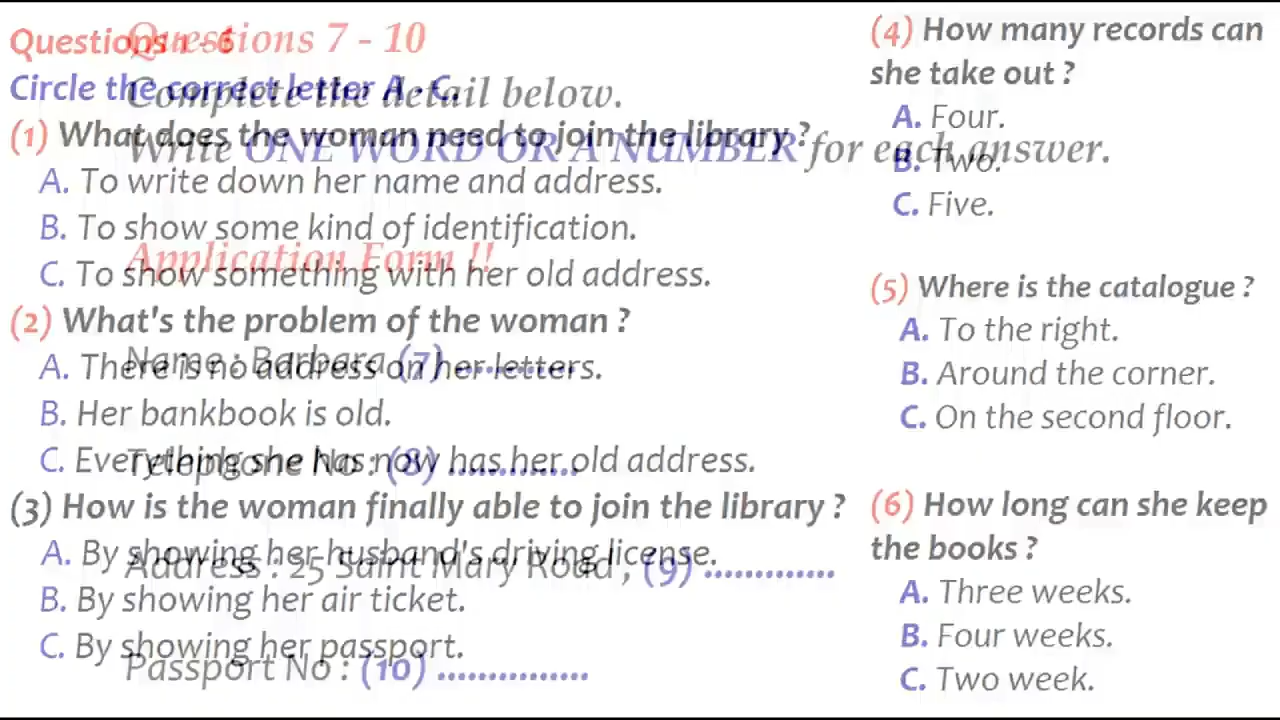 Questions 1 - 6
Circle the correct letter A - C.
(1) What does the woman need to join the library ?
A. To write down her name and address.
B. To show some kind of identification.
C. To show something with her old address.
(2) What's the problem of the woman ?
A. There is no address on her letters.
B. Her bankbook is old.
C. Everything she has now has her old address.
(3) How is the woman finally able to join the library ?
A. By showing her husband's driving license.
B. By showing her air ticket.
C. By showing her passport.
(4) How many records can
she take out ?
A. Four.
B. Two.
C. Five.
(5) Where is the catalogue ?
A. To the right.
B. Around the corner.
C. On the second floor.
(6) How long can she keep
the books ?
A. Three weeks.
B. Four weeks.
C. Two week.
Questions 7 - 10
Complete the detail below.
Write ONE WORD OR A NUMBER for each answer.
Application Form !!
Name : Barbara (7) .............
Telephone No : (8) .............
Address : 25 Saint Mary Road , (9) .............
Passport No : (10) ...............